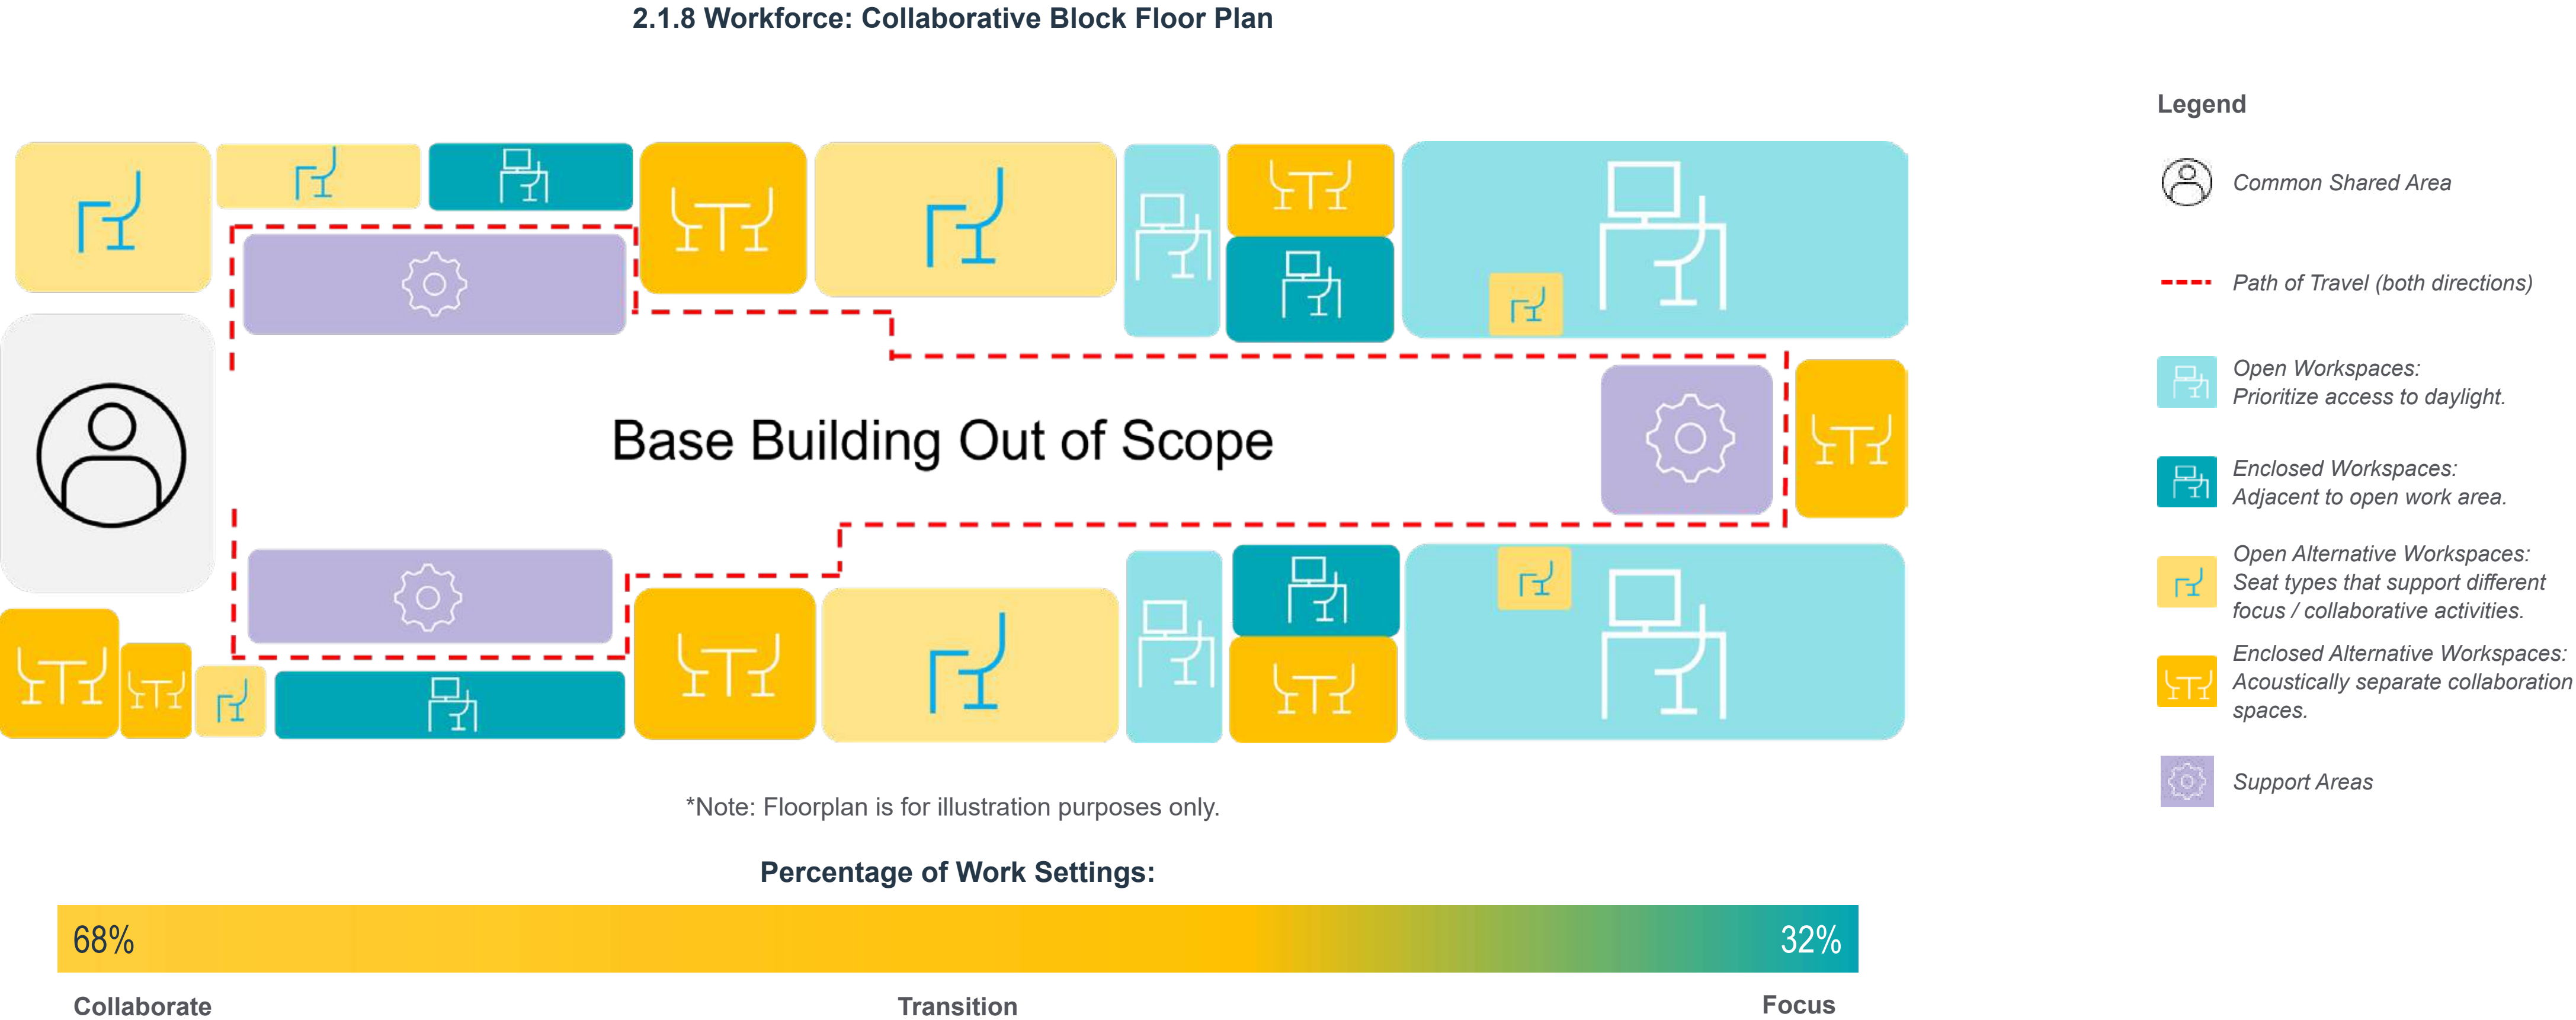 2.1.8 Workforce: Collaborative Block Floor Plan
Legend
Common Shared Area
Path of Travel (both directions)
Open Workspaces:
Prioritize access to daylight.
Enclosed Workspaces:
Adjacent to open work area.
Open Alternative Workspaces:
Seat types that support different
focus / collaborative activities.
Enclosed Alternative Workspaces:
Acoustically separate collaboration
spaces.
Support Areas
Base Building Out of Scope
*Note: Floorplan is for illustration purposes only.
Percentage of Work Settings:
68%
32%
Collaborate
Transition
Focus